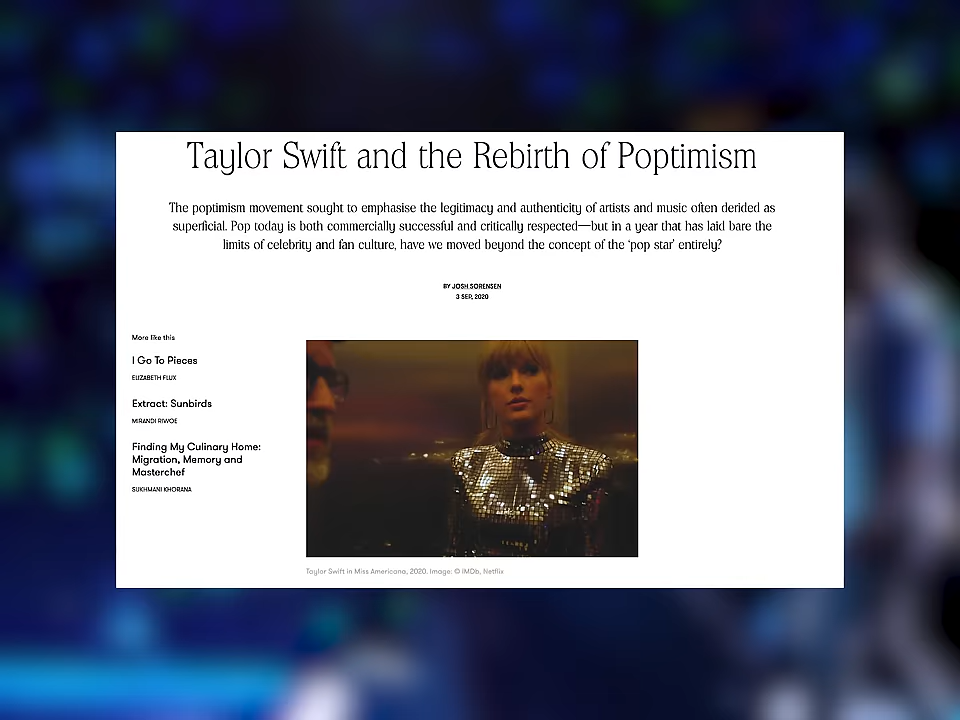 Taylor Swift and the Rebirth of Poptimism
The poptimism movement sought to emphasise the legitimacy and authenticity of artists and music often derided as
superficial. Pop today is both commercially successful and critically respected—but in a year that has laid bare the
limits of celebrity and fan culture, have we moved beyond the concept of the ‘pop star’ entirely?
BY JOSH SORENSEN
3 SEP, 2020
More like this
I Go To Pieces
ELIZABETH FLUX
Extract: Sunbirds
MIRANDI RIWOE
Finding My Culinary Home:
Migration, Memory and
Masterchef
SUKHMANI KHORANA
Taylor Swift in Miss Americana, 2020. Image: © IMDb, Netflix